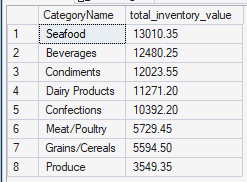 CategoryName total_inventory_value
1 Seafood 13010.35
2 Beverages 12480.25
3 Condiments 12023.55
4 Dairy Products 11271.20
5 Confections 10392.20
6 Meat/Poultry 5729.45
7 Grains/Cereals 5594.50
8 Produce 3549.35